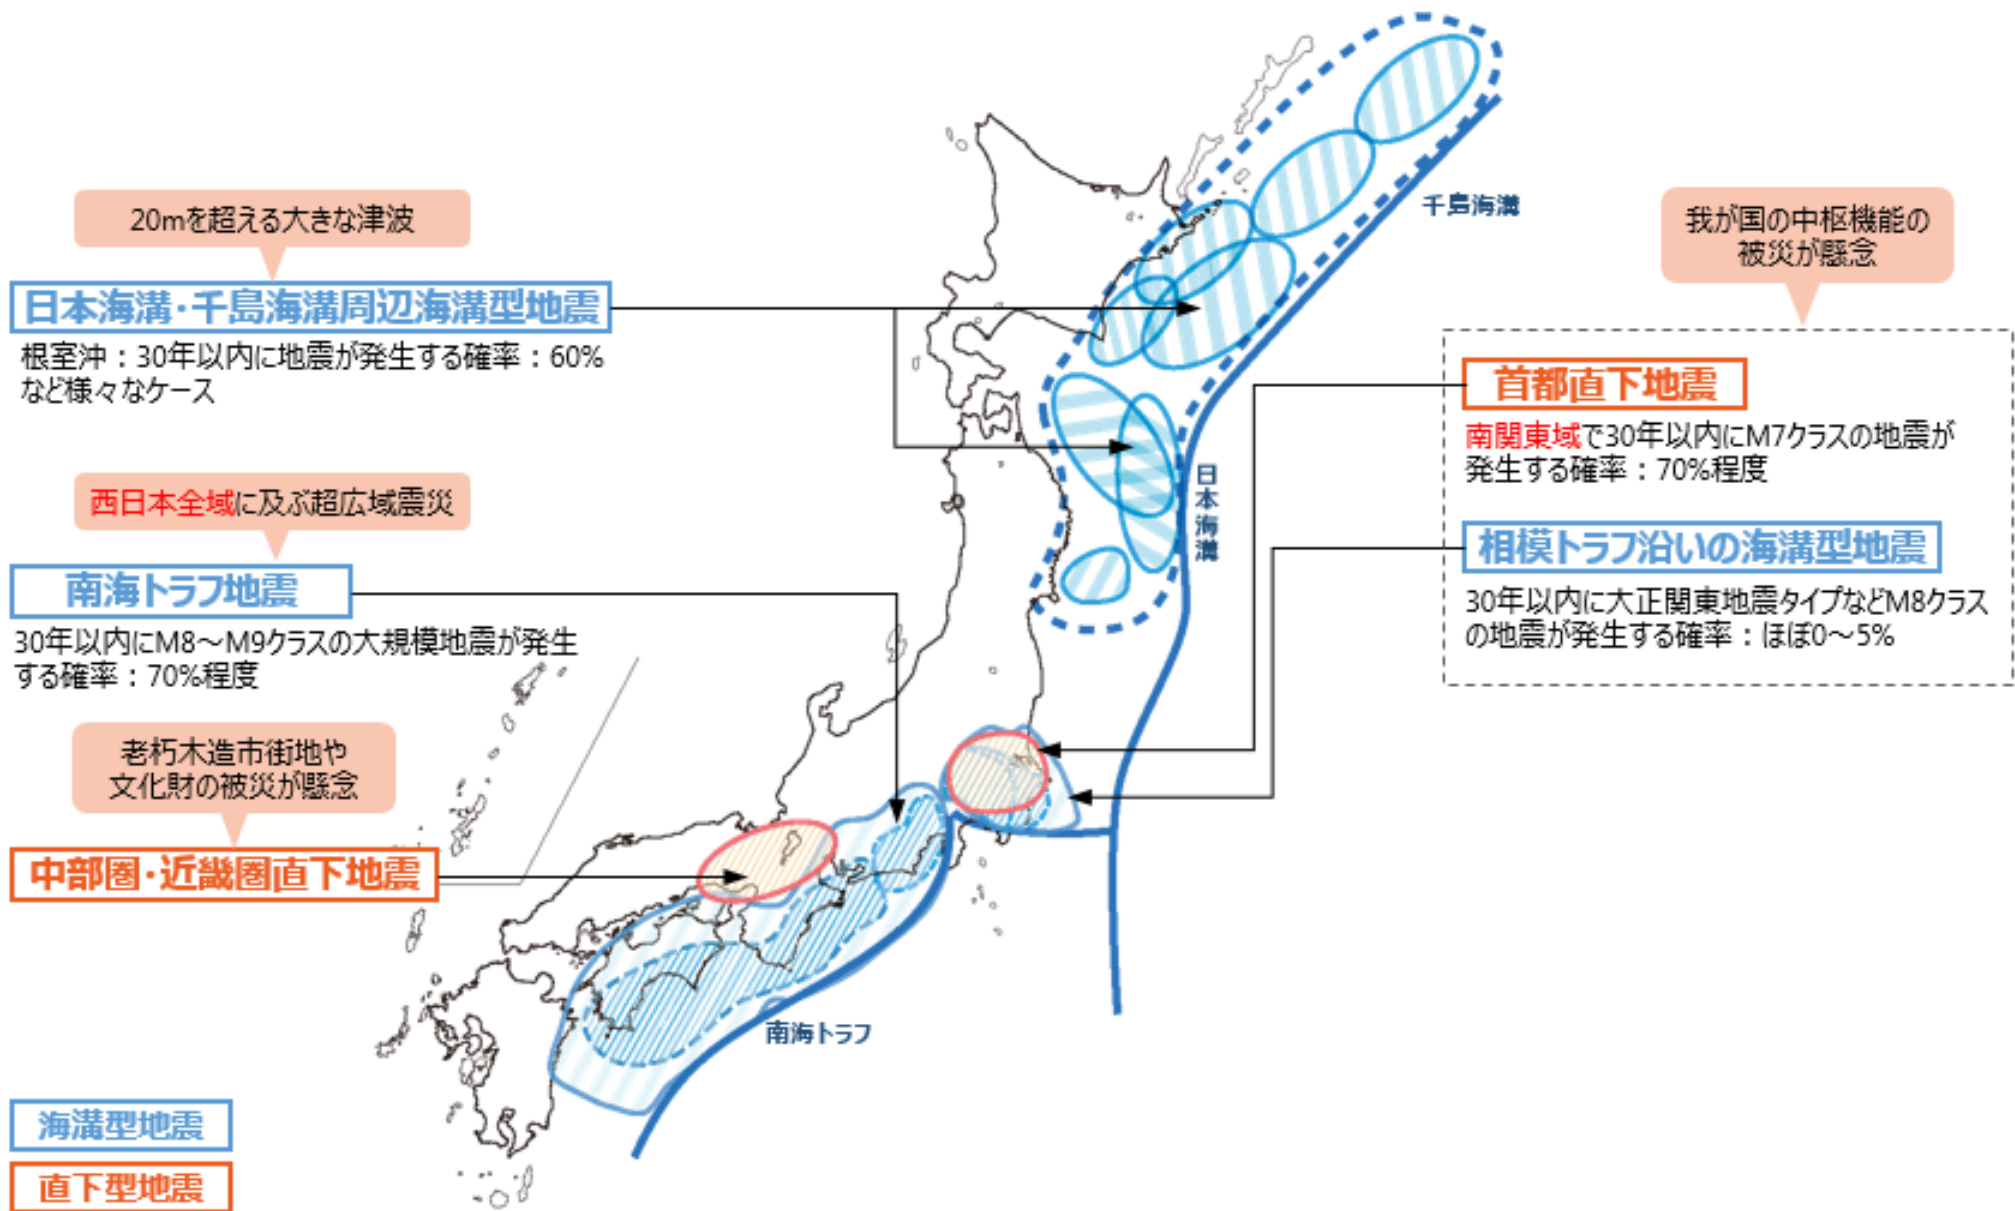 20mを超える大きな津波
日本海溝・千島海溝周辺海溝型地震
根室沖：30年以内に地震が発生する確率：60%
など様々なケース
西日本全域に及ぶ超広域震災
南海トラフ地震
30年以内にM8～M9クラスの大規模地震が発生
する確率：70%程度
老朽木造市街地や
文化財の被災が懸念
中部圏・近畿圏直下地震
海溝型地震
直下型地震
千島海溝
日本海溝
南海トラフ
我が国の中枢機能の
被災が懸念
首都直下地震
南関東域で30年以内にM7クラスの地震が
発生する確率：70%程度
相模トラフ沿いの海溝型地震
30年以内に大正関東地震タイプなどM8クラス
の地震が発生する確率：ほぼ0～5%